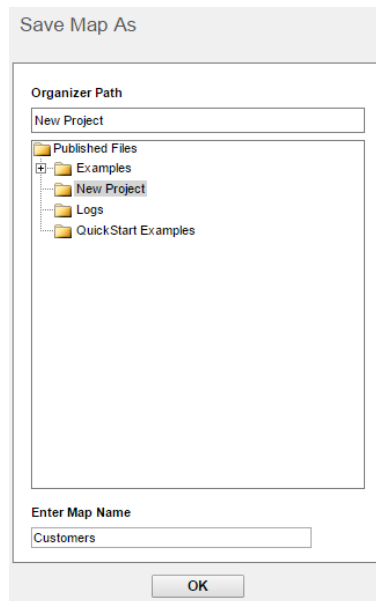 Save Map As
Organizer Path
New Project
Published Files
Examples
New Project
Logs
QuickStart Examples
Enter Map Name
Customers
OK